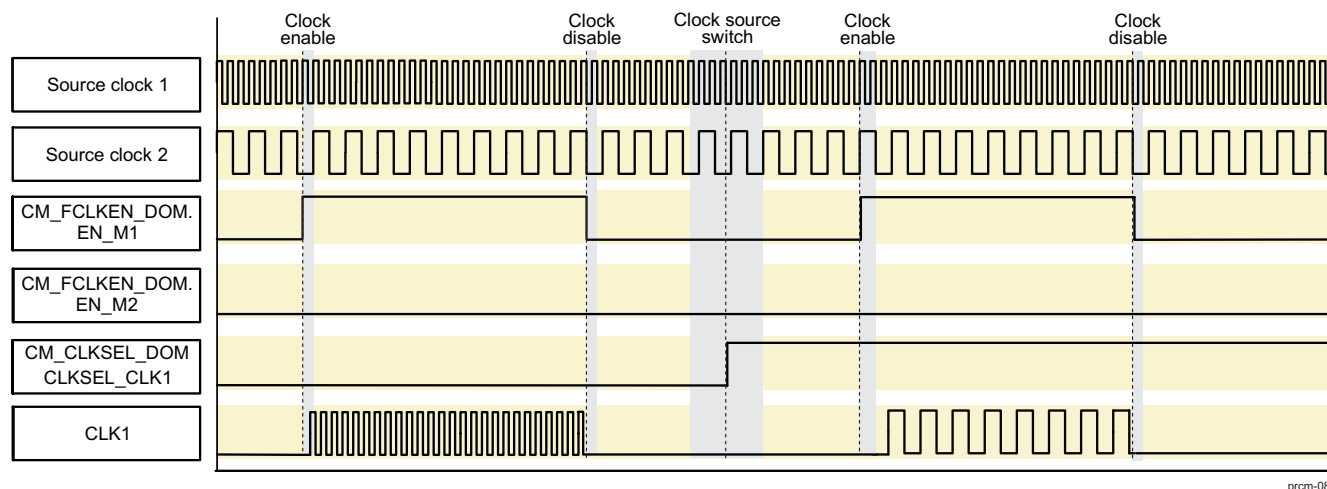 Clock
enable
Clock
disable
Clock source
switch
Clock
enable
Clock
disable
Source clock 1
Source clock 2
CM_FCLKEN_DOM.
EN_M1
CM_FCLKEN_DOM.
EN_M2
CM_CLKSEL_DOM
CLKSEL_CLK1
CLK1